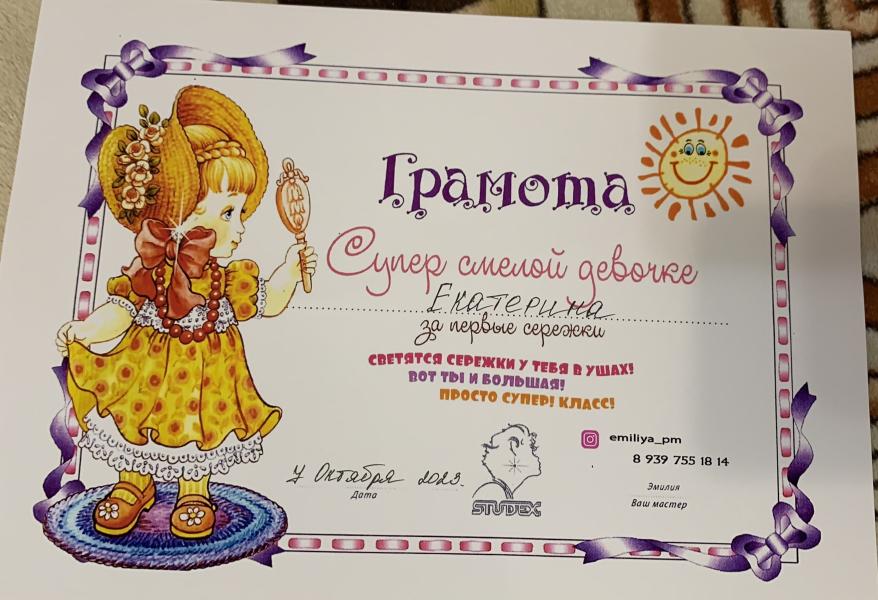 Грамота
Супер смелой девочке
Екатерина
за первые сережки
СВЕТЯТСЯ СЕРЕЖКИ У ТЕБЯ В УШАХ!
ВОТ ТЫ И БОЛЬШАЯ!
ПРОСТО СУПЕР! КЛАСС!
emiliya_pm
8 939 755 18 14
7 Октября 2023.
Дата
STUDEX
Эмилия
Ваш мастер